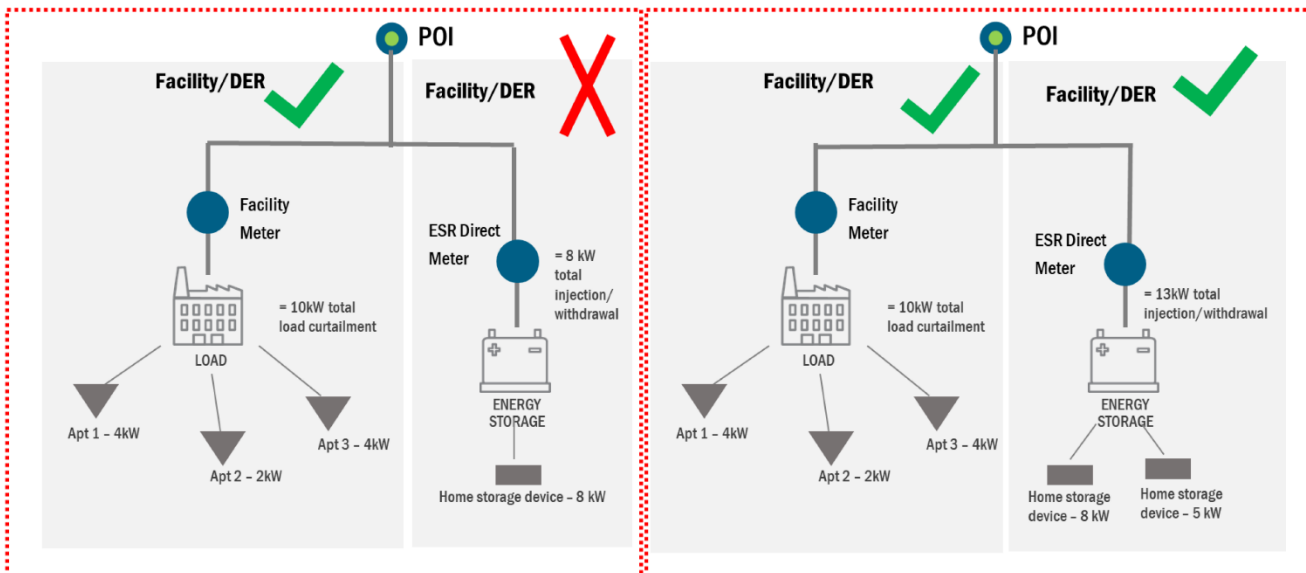 POI
Facility/DER
Facility/DER
Facility
Meter
ESR Direct
Meter
= 8 kW
total
injection/
withdrawal
= 10kW total
load curtailment
LOAD
ENERGY
STORAGE
Apt 1 – 4kW
Apt 3 – 4kW
Apt 2 – 2kW
Home storage device – 8 kW
POI
Facility/DER
Facility/DER
Facility
Meter
ESR Direct
Meter
= 10kW total
load curtailment
= 13kW total
injection/withdrawal
LOAD
ENERGY
STORAGE
Apt 1 – 4kW
Apt 3 – 4kW
Apt 2 – 2kW
Home storage
device – 8 kW
Home storage
device – 5 kW